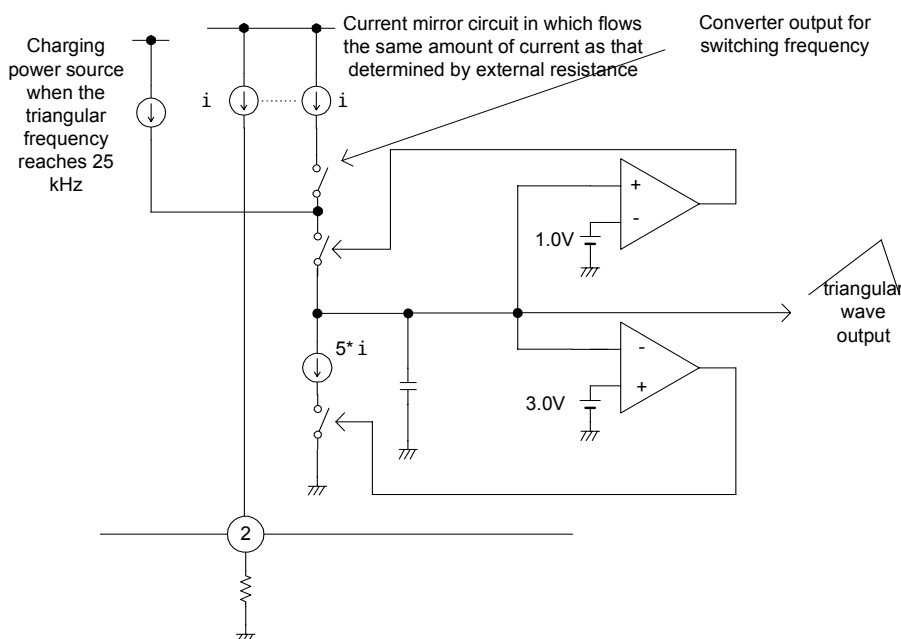 Charging
power source
when the
triangular
frequency
reaches 25
kHz
Current mirror circuit in which flows
the same amount of current as that
determined by external resistance
Converter output for
switching frequency
i
i
+
-
1.0V
triangular
wave
output
5* i
-
+
3.0V
2